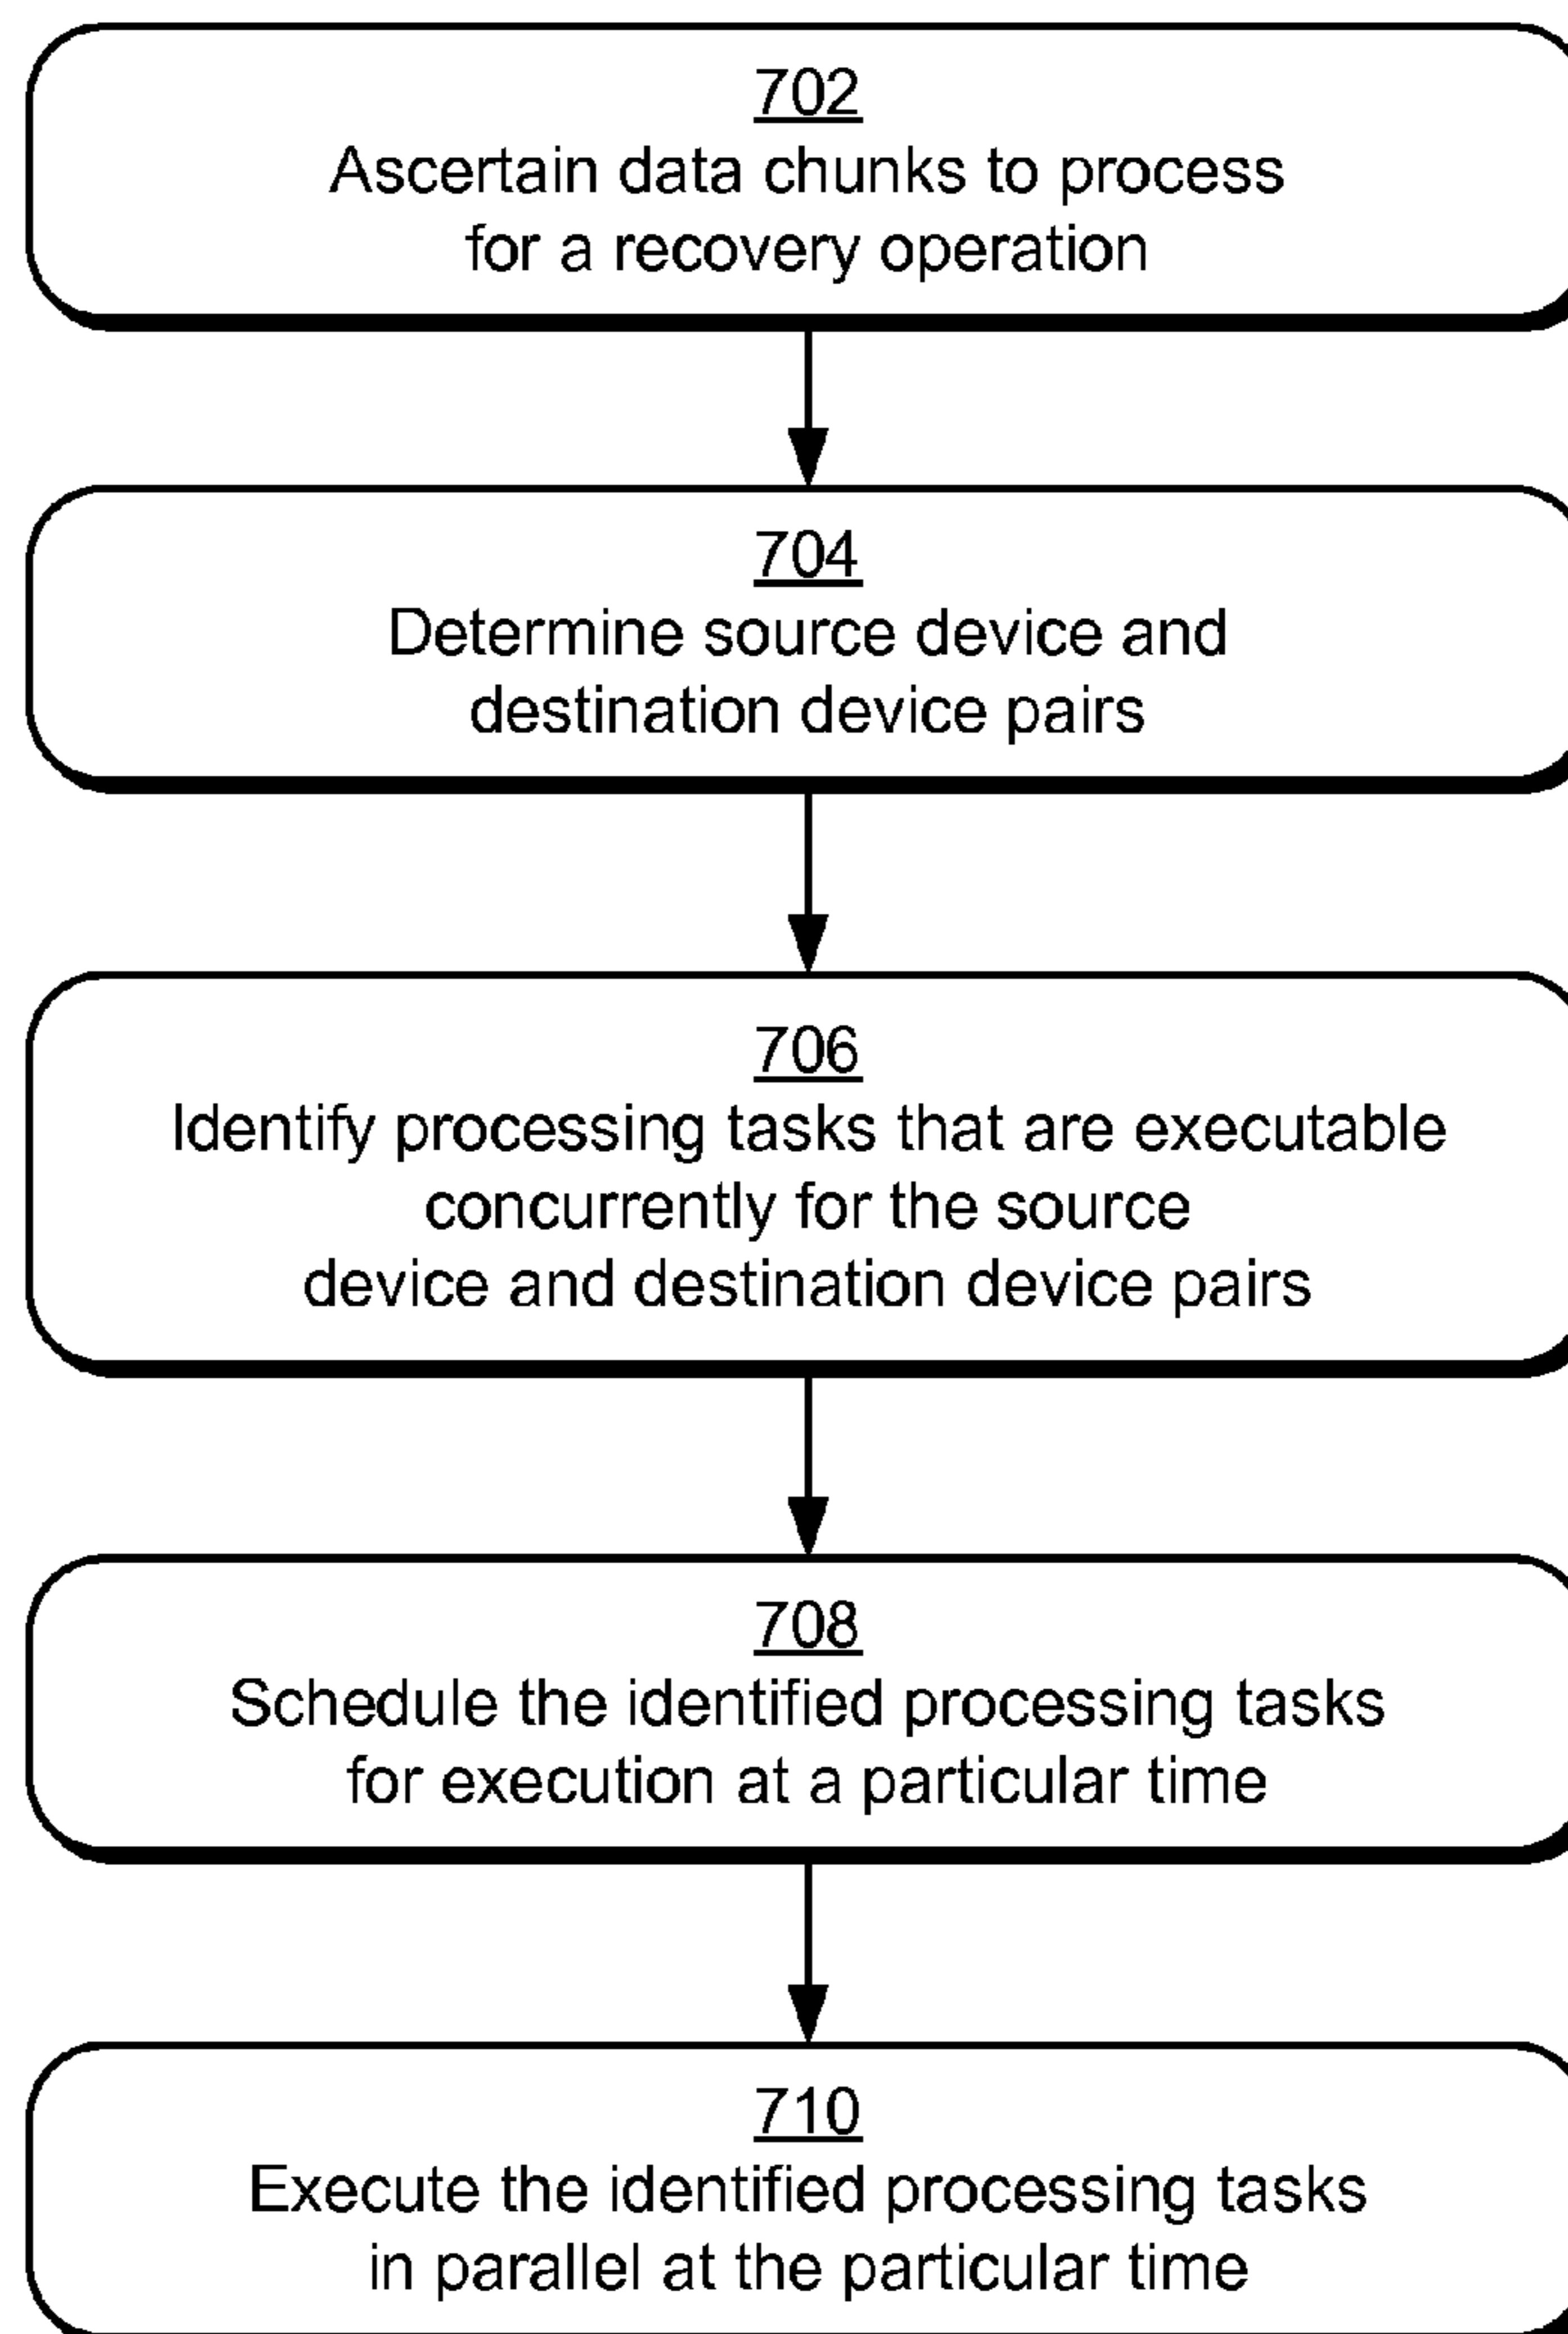 702
Ascertain data chunks to process
for a recovery operation
704
Determine source device and
destination device pairs
706
Identify processing tasks that are executable
concurrently for the source
device and destination device pairs
708
Schedule the identified processing tasks
for execution at a particular time
710
Execute the identified processing tasks
in parallel at the particular time